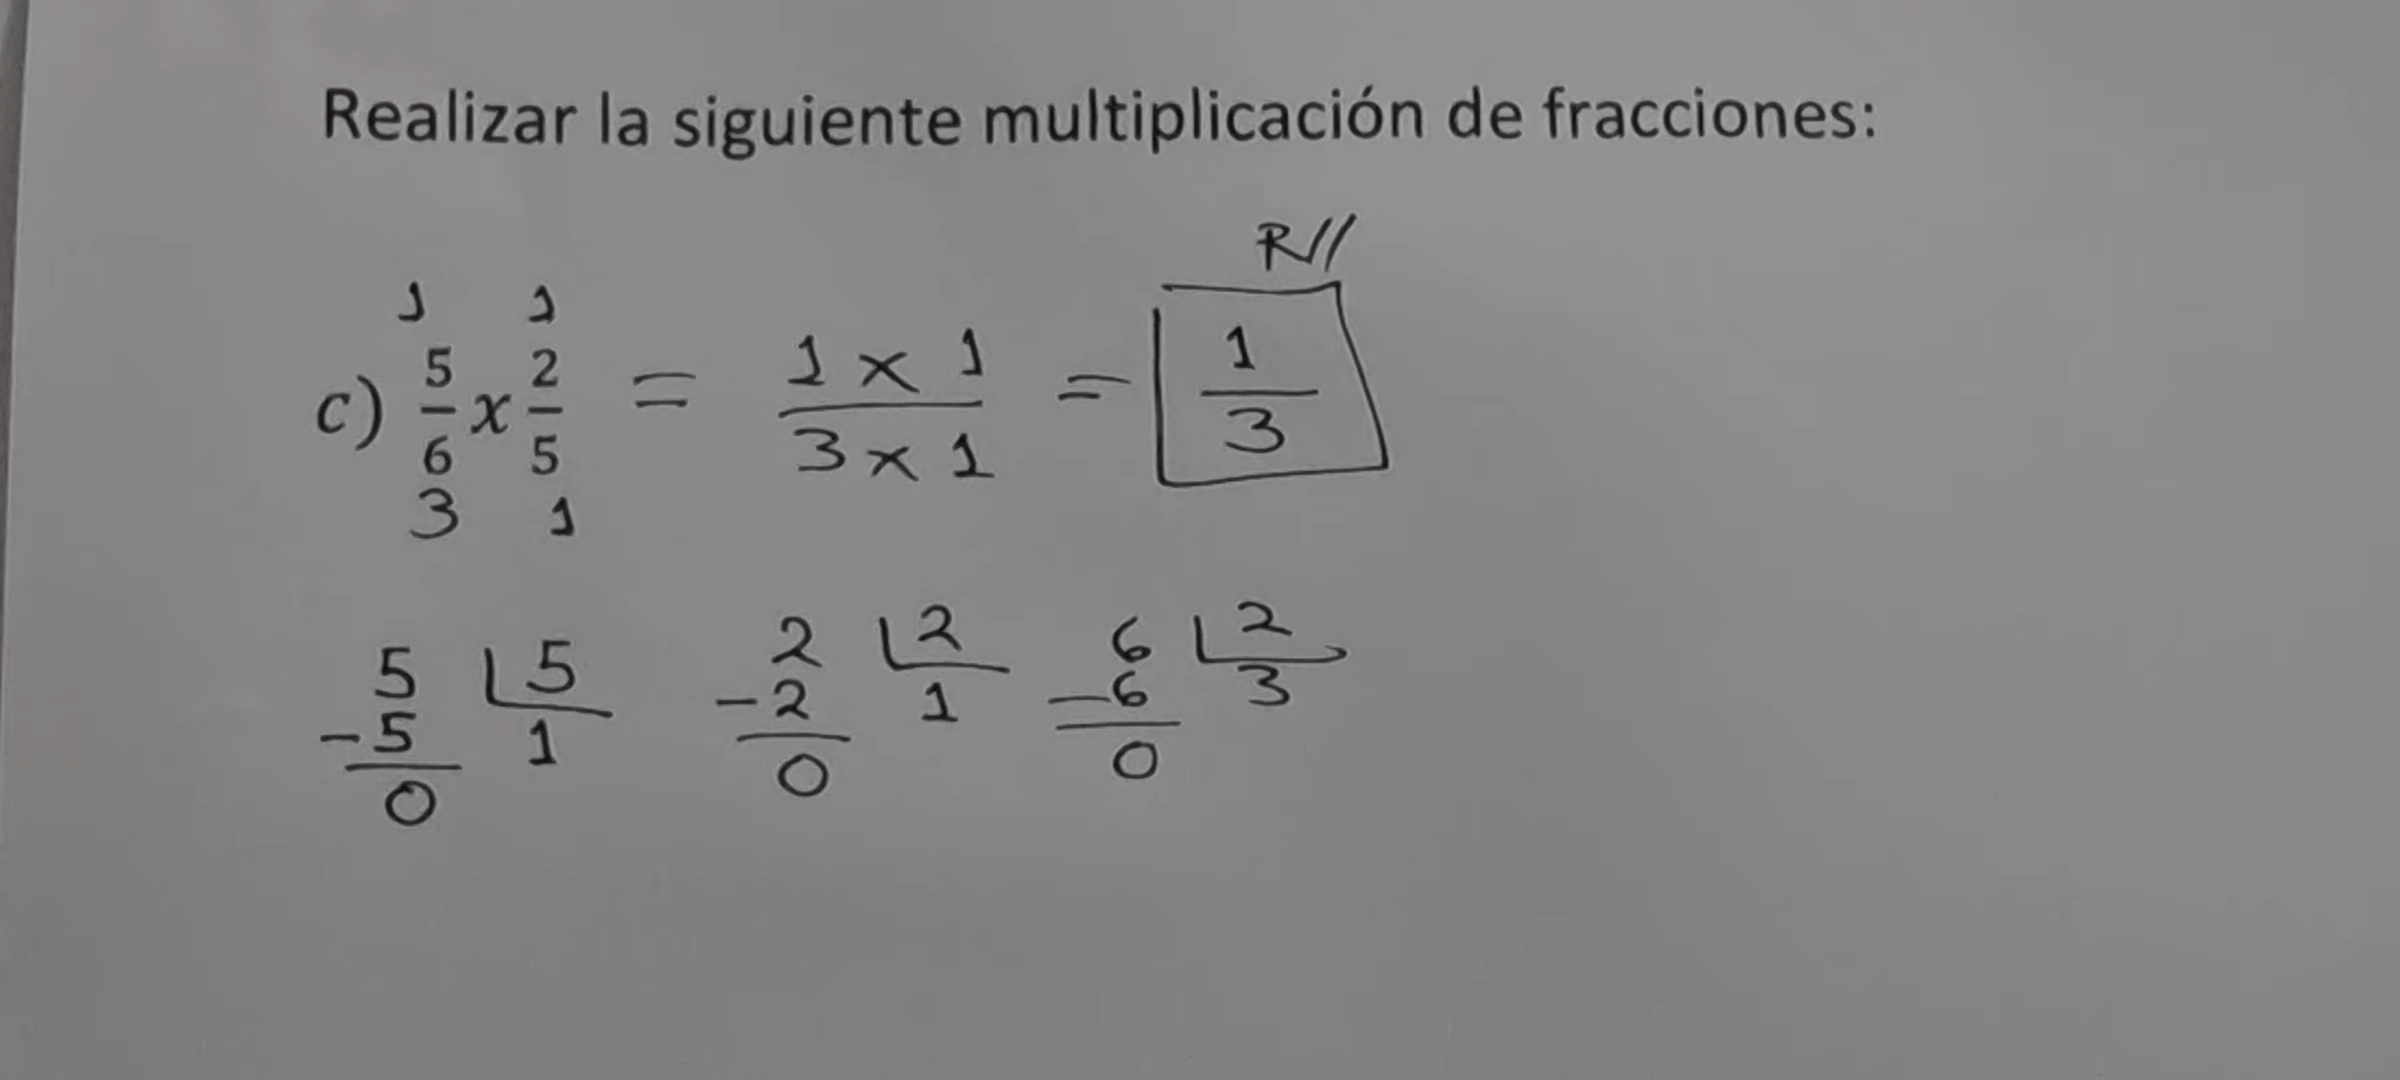 Realizar la siguiente multiplicación de fracciones:
R//
1 1
c) 5/6 x 2/5 = 1 x 1 / 3 x 1 = 1/3
3 1
5 5 2 2 6 2
-5 1 -2 1 -6 3
0 0 0